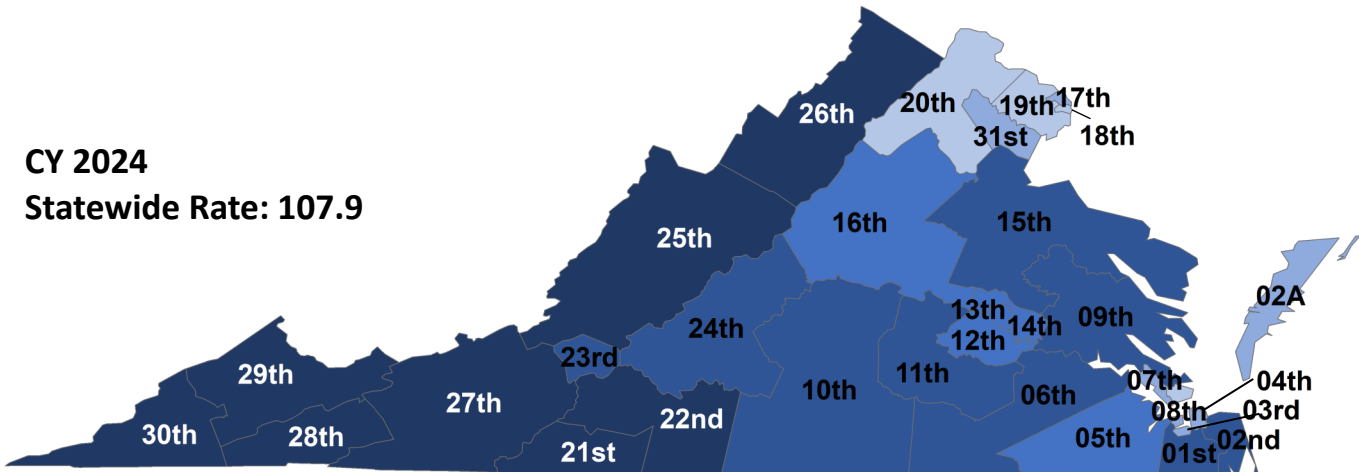 CY 2024
Statewide Rate: 107.9
26th
20th
19th
17th
18th
31st
25th
16th
15th
02A
24th
13th
14th
12th
09th
23rd
29th
10th
11th
06th
07th
04th
27th
22nd
08th
03rd
30th
28th
21st
05th
01st
02nd